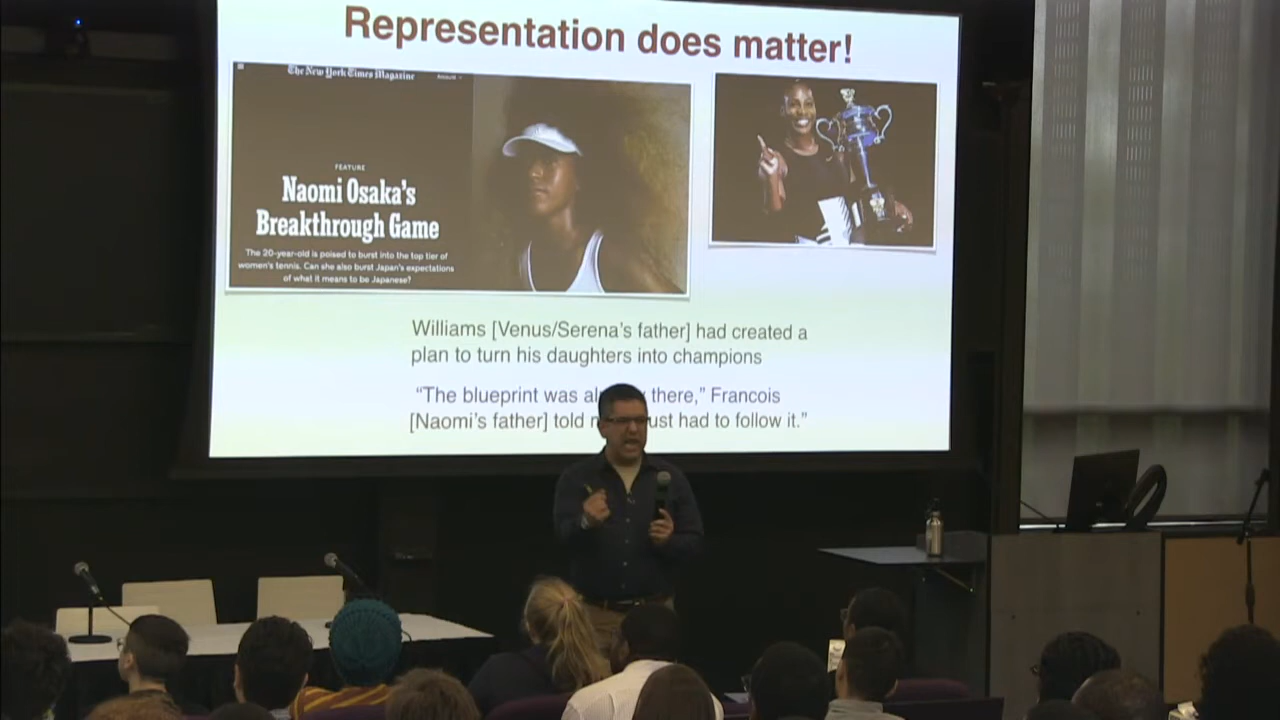 Representation does matter!
The New York Times Magazine
FEATURE
Naomi Osaka's
Breakthrough Game
The 20-year-old is poised to burst into the top tier of
women's tennis. Can she also burst Japan's expectations
of what it means to be Japanese?
Williams [Venus/Serena's father] had created a
plan to turn his daughters into champions
“The blueprint was al there,” Francois
[Naomi's father] told ust had to follow it.”